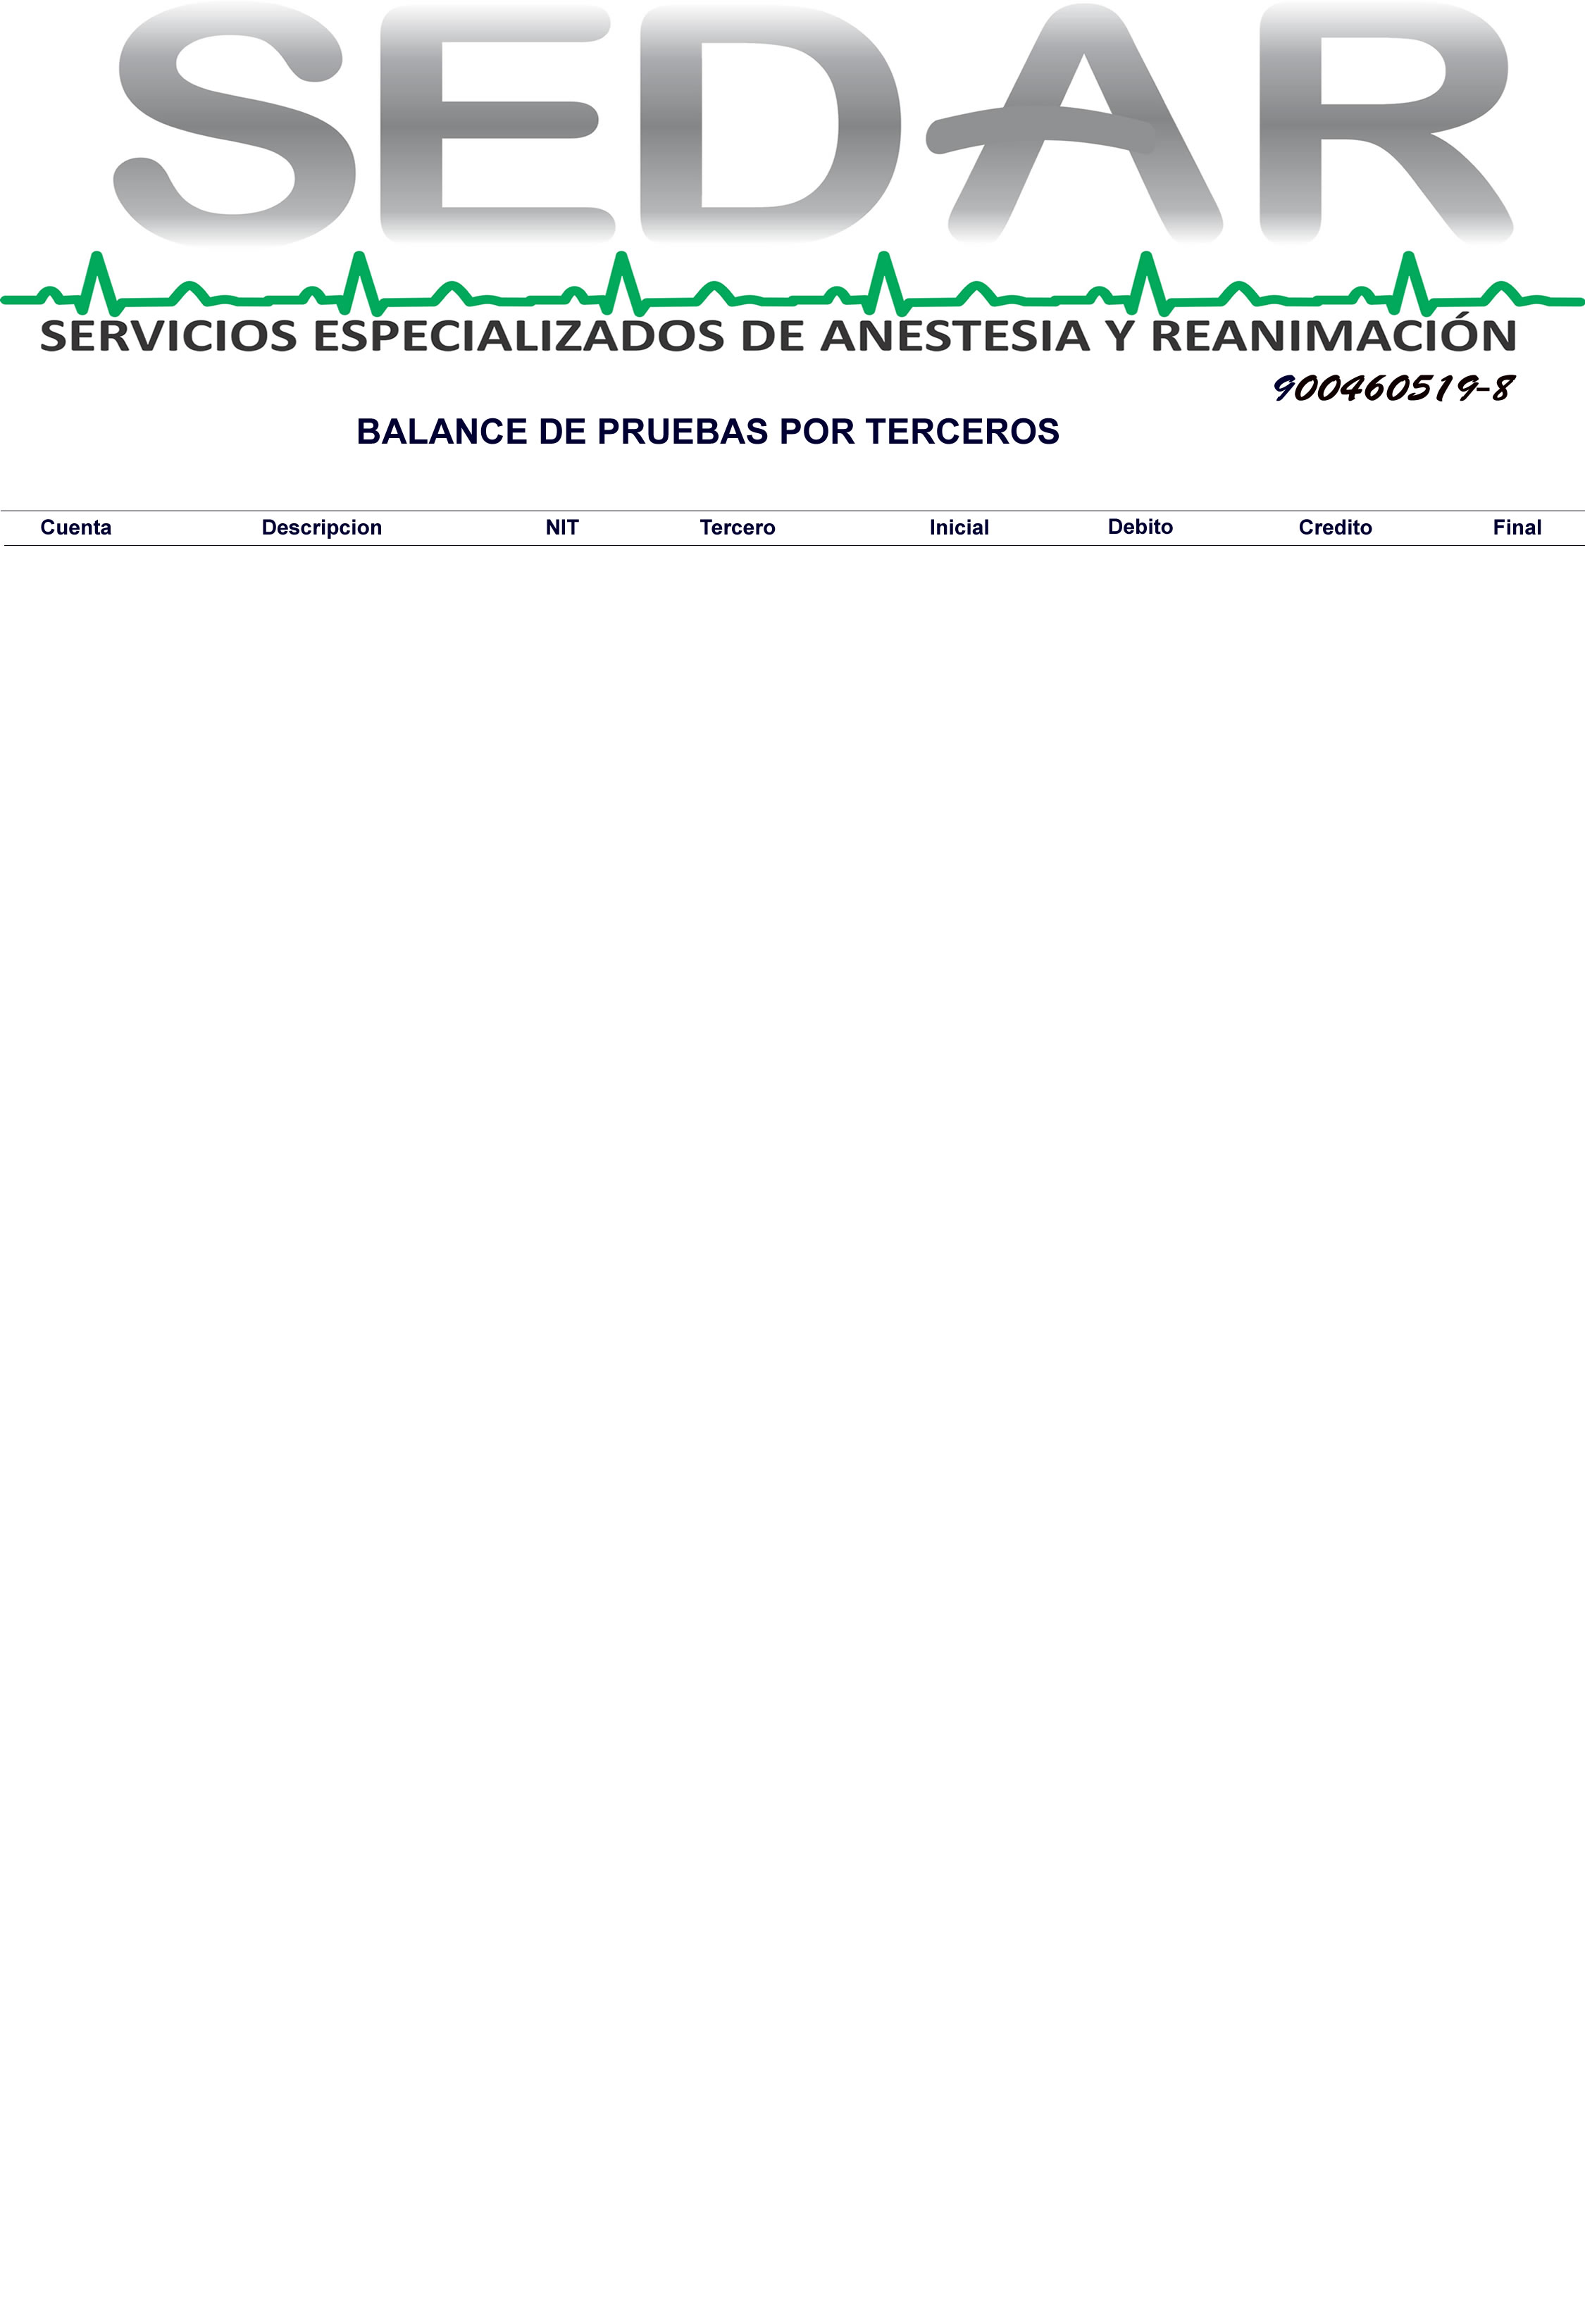 SEDAR
SERVICIOS ESPECIALIZADOS DE ANESTESIA Y REANIMACIÓN
900460519-8
BALANCE DE PRUEBAS POR TERCEROS
Cuenta Descripcion NIT Tercero Inicial Debito Credito Final